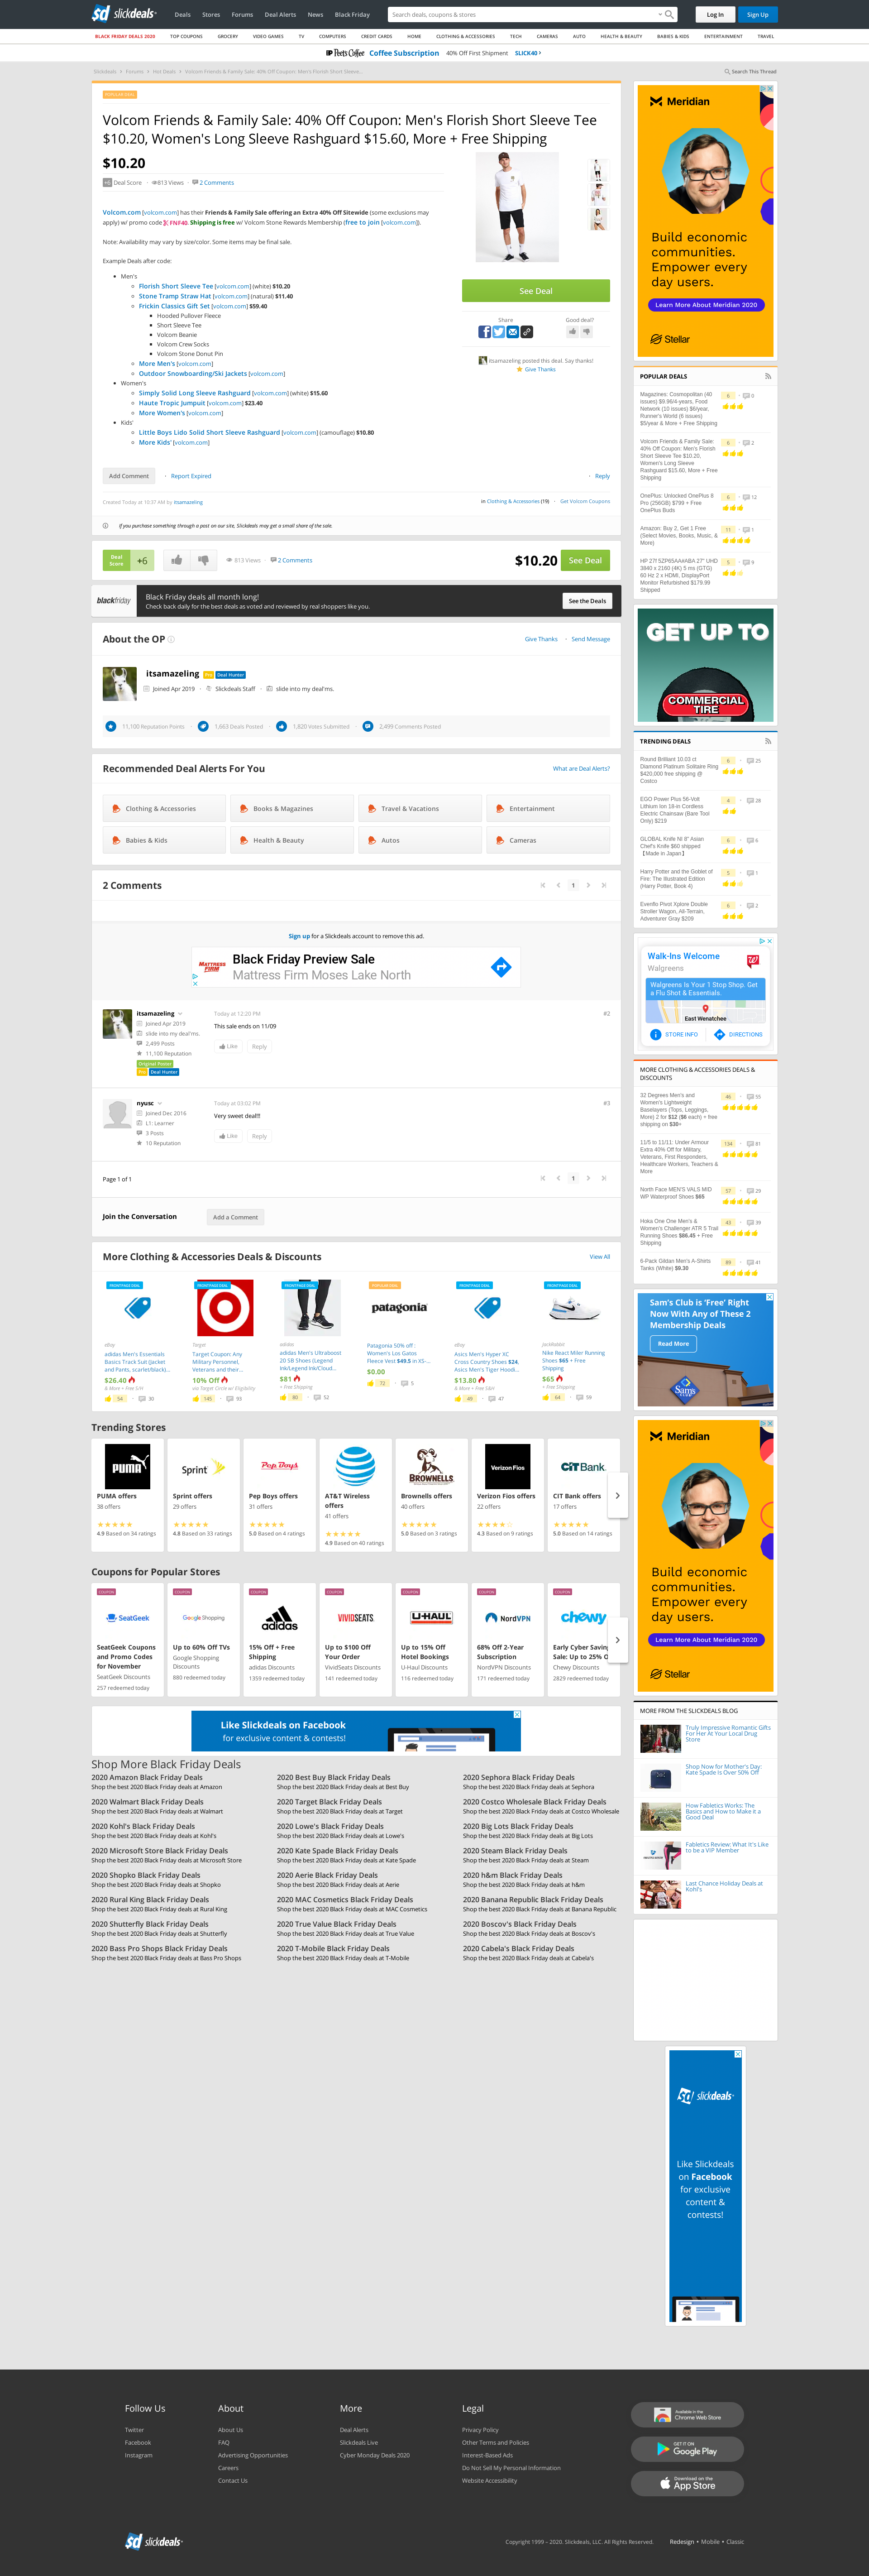 slickdeals
Deals
Stores
Forums
Deal Alerts
News
Black Friday
Search deals, coupons & stores
Log In
Sign Up
BLACK FRIDAY DEALS 2020
TOP COUPONS
GROCERY
VIDEO GAMES
TV
COMPUTERS
CREDIT CARDS
HOME
CLOTHING & ACCESSORIES
TECH
CAMERAS
AUTO
HEALTH & BEAUTY
BABIES & KIDS
ENTERTAINMENT
TRAVEL
Peet's Coffee
Coffee Subscription
40% Off First Shipment
SLICK40 >
Slickdeals > Forums > Hot Deals > Volcom Friends & Family Sale: 40% Off Coupon: Men's Florish Short Sleeve...
Search This Thread
POPULAR DEAL
Volcom Friends & Family Sale: 40% Off Coupon: Men's Florish Short Sleeve Tee
$10.20, Women's Long Sleeve Rashguard $15.60, More + Free Shipping
$10.20
+6 Deal Score
813 Views
2 Comments
Volcom.com [volcom.com] has their Friends & Family Sale offering an Extra 40% Off Sitewide (some exclusions may
apply) w/ promo code FNF40. Shipping is free w/ Volcom Stone Rewards Membership (free to join [volcom.com]).
Note: Availability may vary by size/color. Some items may be final sale.
Example Deals after code:
Men's
Florish Short Sleeve Tee [volcom.com] (white) $10.20
Stone Tramp Straw Hat [volcom.com] (natural) $11.40
Frickin Classics Gift Set [volcom.com] $59.40
Hooded Pullover Fleece
Short Sleeve Tee
Volcom Beanie
Volcom Crew Socks
Volcom Stone Donut Pin
More Men's [volcom.com]
Outdoor Snowboarding/Ski Jackets [volcom.com]
Women's
Simply Solid Long Sleeve Rashguard [volcom.com] (white) $15.60
Haute Tropic Jumpuit [volcom.com] $23.40
More Women's [volcom.com]
Kids'
Little Boys Lido Solid Short Sleeve Rashguard [volcom.com] (camouflage) $10.80
More Kids' [volcom.com]
See Deal
Share
Good deal?
itsamazeling posted this deal. Say thanks!
Give Thanks
Add Comment
Report Expired
Reply
Created Today at 10:37 AM by itsamazeling
in Clothing & Accessories (19)
Get Volcom Coupons
If you purchase something through a post on our site, Slickdeals may get a small share of the sale.
Deal
Score
+6
813 Views
2 Comments
$10.20
See Deal
blackfriday
Black Friday deals all month long!
Check back daily for the best deals as voted and reviewed by real shoppers like you.
See the Deals
About the OP
Give Thanks
Send Message
itsamazeling
Pro
Deal Hunter
Joined Apr 2019
Slickdeals Staff
slide into my deal'ms.
11,100 Reputation Points
1,663 Deals Posted
1,820 Votes Submitted
2,499 Comments Posted
Recommended Deal Alerts For You
What are Deal Alerts?
Clothing & Accessories
Books & Magazines
Travel & Vacations
Entertainment
Babies & Kids
Health & Beauty
Autos
Cameras
2 Comments
1
Sign up for a Slickdeals account to remove this ad.
MATTRESS
FIRM
Black Friday Preview Sale
Mattress Firm Moses Lake North
itsamazeling
Joined Apr 2019
slide into my deal'ms.
2,499 Posts
11,100 Reputation
Original Poster
Pro
Deal Hunter
Today at 12:20 PM
#2
This sale ends on 11/09
Like
Reply
nyusc
Joined Dec 2016
L1: Learner
3 Posts
10 Reputation
Today at 03:02 PM
#3
Very sweet deal!!!
Like
Reply
Page 1 of 1
1
Join the Conversation
Add a Comment
More Clothing & Accessories Deals & Discounts
View All
FRONTPAGE DEAL
eBay
adidas Men's Essentials
Basics Track Suit (Jacket
and Pants, scarlet/black)...
$26.40
& More + Free S/H
54
30
FRONTPAGE DEAL
Target
Target Coupon: Any
Military Personnel,
Veterans and their...
10% Off
via Target Circle w/ Eligibility
145
93
FRONTPAGE DEAL
adidas
adidas Men's Ultraboost
20 SB Shoes (Legend
Ink/Legend Ink/Cloud...
$81
+ Free Shipping
80
52
POPULAR DEAL
patagonia
Patagonia 50% off :
Women's Los Gatos
Fleece Vest $49.5 in XS-...
$0.00
72
5
FRONTPAGE DEAL
eBay
Asics Men's Hyper XC
Cross Country Shoes $24,
Asics Men's Tiger Hoodi...
$13.80
& More + Free S&H
49
47
FRONTPAGE DEAL
JackRabbit
Nike React Miler Running
Shoes $65 + Free
Shipping
$65
+ Free Shipping
64
59
Trending Stores
PUMA
PUMA offers
38 offers
4.9 Based on 34 ratings
Sprint
Sprint offers
29 offers
4.8 Based on 33 ratings
Pep Boys
Pep Boys offers
31 offers
5.0 Based on 4 ratings
AT&T Wireless
offers
41 offers
4.9 Based on 40 ratings
BROWNELLS
Brownells offers
40 offers
5.0 Based on 3 ratings
Verizon Fios
Verizon Fios offers
22 offers
4.3 Based on 9 ratings
CIT BANK
CIT Bank offers
17 offers
5.0 Based on 14 ratings
Coupons for Popular Stores
COUPON
SeatGeek
SeatGeek Coupons
and Promo Codes
for November
SeatGeek Discounts
257 redeemed today
COUPON
Google Shopping
Up to 60% Off TVs
Google Shopping
Discounts
880 redeemed today
COUPON
adidas
15% Off + Free
Shipping
adidas Discounts
1359 redeemed today
COUPON
VIVIDSEATS
Up to $100 Off
Your Order
VividSeats Discounts
141 redeemed today
COUPON
U-HAUL
Up to 15% Off
Hotel Bookings
U-Haul Discounts
116 redeemed today
COUPON
NordVPN
68% Off 2-Year
Subscription
NordVPN Discounts
171 redeemed today
COUPON
chewy
Early Cyber Saving
Sale: Up to 25% O
Chewy Discounts
2829 redeemed today
Like Slickdeals on Facebook
for exclusive content & contests!
Shop More Black Friday Deals
2020 Amazon Black Friday Deals
Shop the best 2020 Black Friday deals at Amazon
2020 Best Buy Black Friday Deals
Shop the best 2020 Black Friday deals at Best Buy
2020 Sephora Black Friday Deals
Shop the best 2020 Black Friday deals at Sephora
2020 Walmart Black Friday Deals
Shop the best 2020 Black Friday deals at Walmart
2020 Target Black Friday Deals
Shop the best 2020 Black Friday deals at Target
2020 Costco Wholesale Black Friday Deals
Shop the best 2020 Black Friday deals at Costco Wholesale
2020 Kohl's Black Friday Deals
Shop the best 2020 Black Friday deals at Kohl's
2020 Lowe's Black Friday Deals
Shop the best 2020 Black Friday deals at Lowe's
2020 Big Lots Black Friday Deals
Shop the best 2020 Black Friday deals at Big Lots
2020 Microsoft Store Black Friday Deals
Shop the best 2020 Black Friday deals at Microsoft Store
2020 Kate Spade Black Friday Deals
Shop the best 2020 Black Friday deals at Kate Spade
2020 Steam Black Friday Deals
Shop the best 2020 Black Friday deals at Steam
2020 Shopko Black Friday Deals
Shop the best 2020 Black Friday deals at Shopko
2020 Aerie Black Friday Deals
Shop the best 2020 Black Friday deals at Aerie
2020 h&m Black Friday Deals
Shop the best 2020 Black Friday deals at h&m
2020 Rural King Black Friday Deals
Shop the best 2020 Black Friday deals at Rural King
2020 MAC Cosmetics Black Friday Deals
Shop the best 2020 Black Friday deals at MAC Cosmetics
2020 Banana Republic Black Friday Deals
Shop the best 2020 Black Friday deals at Banana Republic
2020 Shutterfly Black Friday Deals
Shop the best 2020 Black Friday deals at Shutterfly
2020 True Value Black Friday Deals
Shop the best 2020 Black Friday deals at True Value
2020 Boscov's Black Friday Deals
Shop the best 2020 Black Friday deals at Boscov's
2020 Bass Pro Shops Black Friday Deals
Shop the best 2020 Black Friday deals at Bass Pro Shops
2020 T-Mobile Black Friday Deals
Shop the best 2020 Black Friday deals at T-Mobile
2020 Cabela's Black Friday Deals
Shop the best 2020 Black Friday deals at Cabela's
Meridian
Build economic
communities.
Empower every
day users.
Learn More About Meridian 2020
Stellar
POPULAR DEALS
Magazines: Cosmopolitan (40
issues) $9.96/4-years, Food
Network (10 issues) $6/year,
Runner's World (6 issues)
$5/year & More + Free Shipping
6
0
Volcom Friends & Family Sale:
40% Off Coupon: Men's Florish
Short Sleeve Tee $10.20,
Women's Long Sleeve
Rashguard $15.60, More + Free
Shipping
6
2
OnePlus: Unlocked OnePlus 8
Pro (256GB) $799 + Free
OnePlus Buds
6
12
Amazon: Buy 2, Get 1 Free
(Select Movies, Books, Music, &
More)
11
1
HP 27f 5ZP65AA#ABA 27" UHD
3840 x 2160 (4K) 5 ms (GTG)
60 Hz 2 x HDMI, DisplayPort
Monitor Refurbished $179.99
Shipped
5
9
GET UP TO
COMMERCIAL
TIRE
TRENDING DEALS
Round Brilliant 10.03 ct
Diamond Platinum Solitaire Ring
$420,000 free shipping @
Costco
6
25
EGO Power Plus 56-Volt
Lithium Ion 18-in Cordless
Electric Chainsaw (Bare Tool
Only) $219
4
28
GLOBAL Knife NI 8" Asian
Chef's Knife $60 shipped
【Made in Japan】
6
6
Harry Potter and the Goblet of
Fire: The Illustrated Edition
(Harry Potter, Book 4)
5
1
Evenflo Pivot Xplore Double
Stroller Wagon, All-Terrain,
Adventurer Gray $209
6
2
Walk-Ins Welcome
Walgreens
Walgreens Is Your 1 Stop Shop. Get
a Flu Shot & Essentials.
East Wenatchee
STORE INFO
DIRECTIONS
MORE CLOTHING & ACCESSORIES DEALS &
DISCOUNTS
32 Degrees Men's and
Women's Lightweight
Baselayers (Tops, Leggings,
More) 2 for $12 ($6 each) + free
shipping on $30+
46
55
11/5 to 11/11: Under Armour
Extra 40% Off for Military,
Veterans, First Responders,
Healthcare Workers, Teachers &
More
134
81
North Face MEN'S VALS MID
WP Waterproof Shoes $65
57
29
Hoka One One Men's &
Women's Challenger ATR 5 Trail
Running Shoes $86.45 + Free
Shipping
43
39
6-Pack Gildan Men's A-Shirts
Tanks (White) $9.30
89
41
Sam's Club is 'Free' Right
Now With Any of These 2
Membership Deals
Read More
Sam's
Meridian
Build economic
communities.
Empower every
day users.
Learn More About Meridian 2020
Stellar
MORE FROM THE SLICKDEALS BLOG
Truly Impressive Romantic Gifts
For Her At Your Local Drug
Store
Shop Now for Mother's Day:
Kate Spade Is Over 50% Off
How Fabletics Works: The
Basics and How to Make it a
Good Deal
Fabletics Review: What It's Like
to be a VIP Member
Last Chance Holiday Deals at
Kohl's
slickdeals
Like Slickdeals
on Facebook
for exclusive
content &
contests!
Follow Us
Twitter
Facebook
Instagram
About
About Us
FAQ
Advertising Opportunities
Careers
Contact Us
More
Deal Alerts
Slickdeals Live
Cyber Monday Deals 2020
Legal
Privacy Policy
Other Terms and Policies
Interest-Based Ads
Do Not Sell My Personal Information
Website Accessibility
Available in the
Chrome Web Store
GET IT ON
Google Play
Download on the
App Store
slickdeals
Copyright 1999 - 2020. Slickdeals, LLC. All Rights Reserved.
Redesign • Mobile • Classic